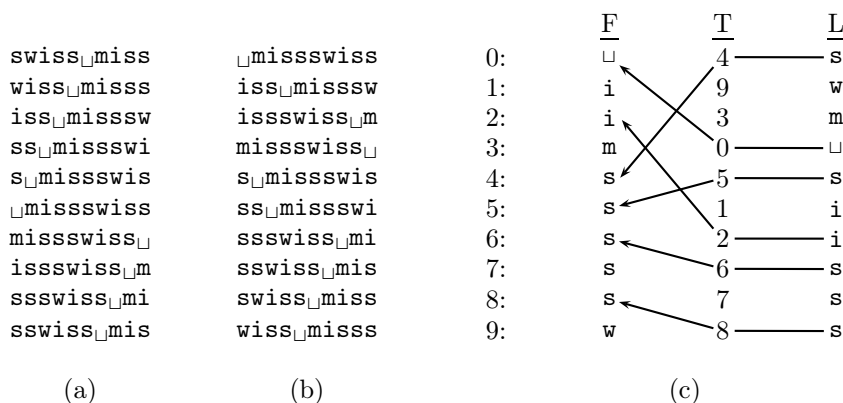 F T L
swiss␣miss ␣missswiss 0: ␣ 4 s
wiss␣misss iss␣misssw 1: i 9 w
iss␣misssw issswiss␣m 2: i 3 m
ss␣missswi missswiss␣ 3: m 0 ␣
s␣missswis s␣missswis 4: s 5 s
␣missswiss ss␣missswi 5: s 1 i
missswiss␣ ssswiss␣mi 6: s 2 i
issswiss␣m sswiss␣mis 7: s 6 s
ssswiss␣mi swiss␣miss 8: s 7 s
sswiss␣mis wiss␣misss 9: w 8 s
(a) (b) (c)